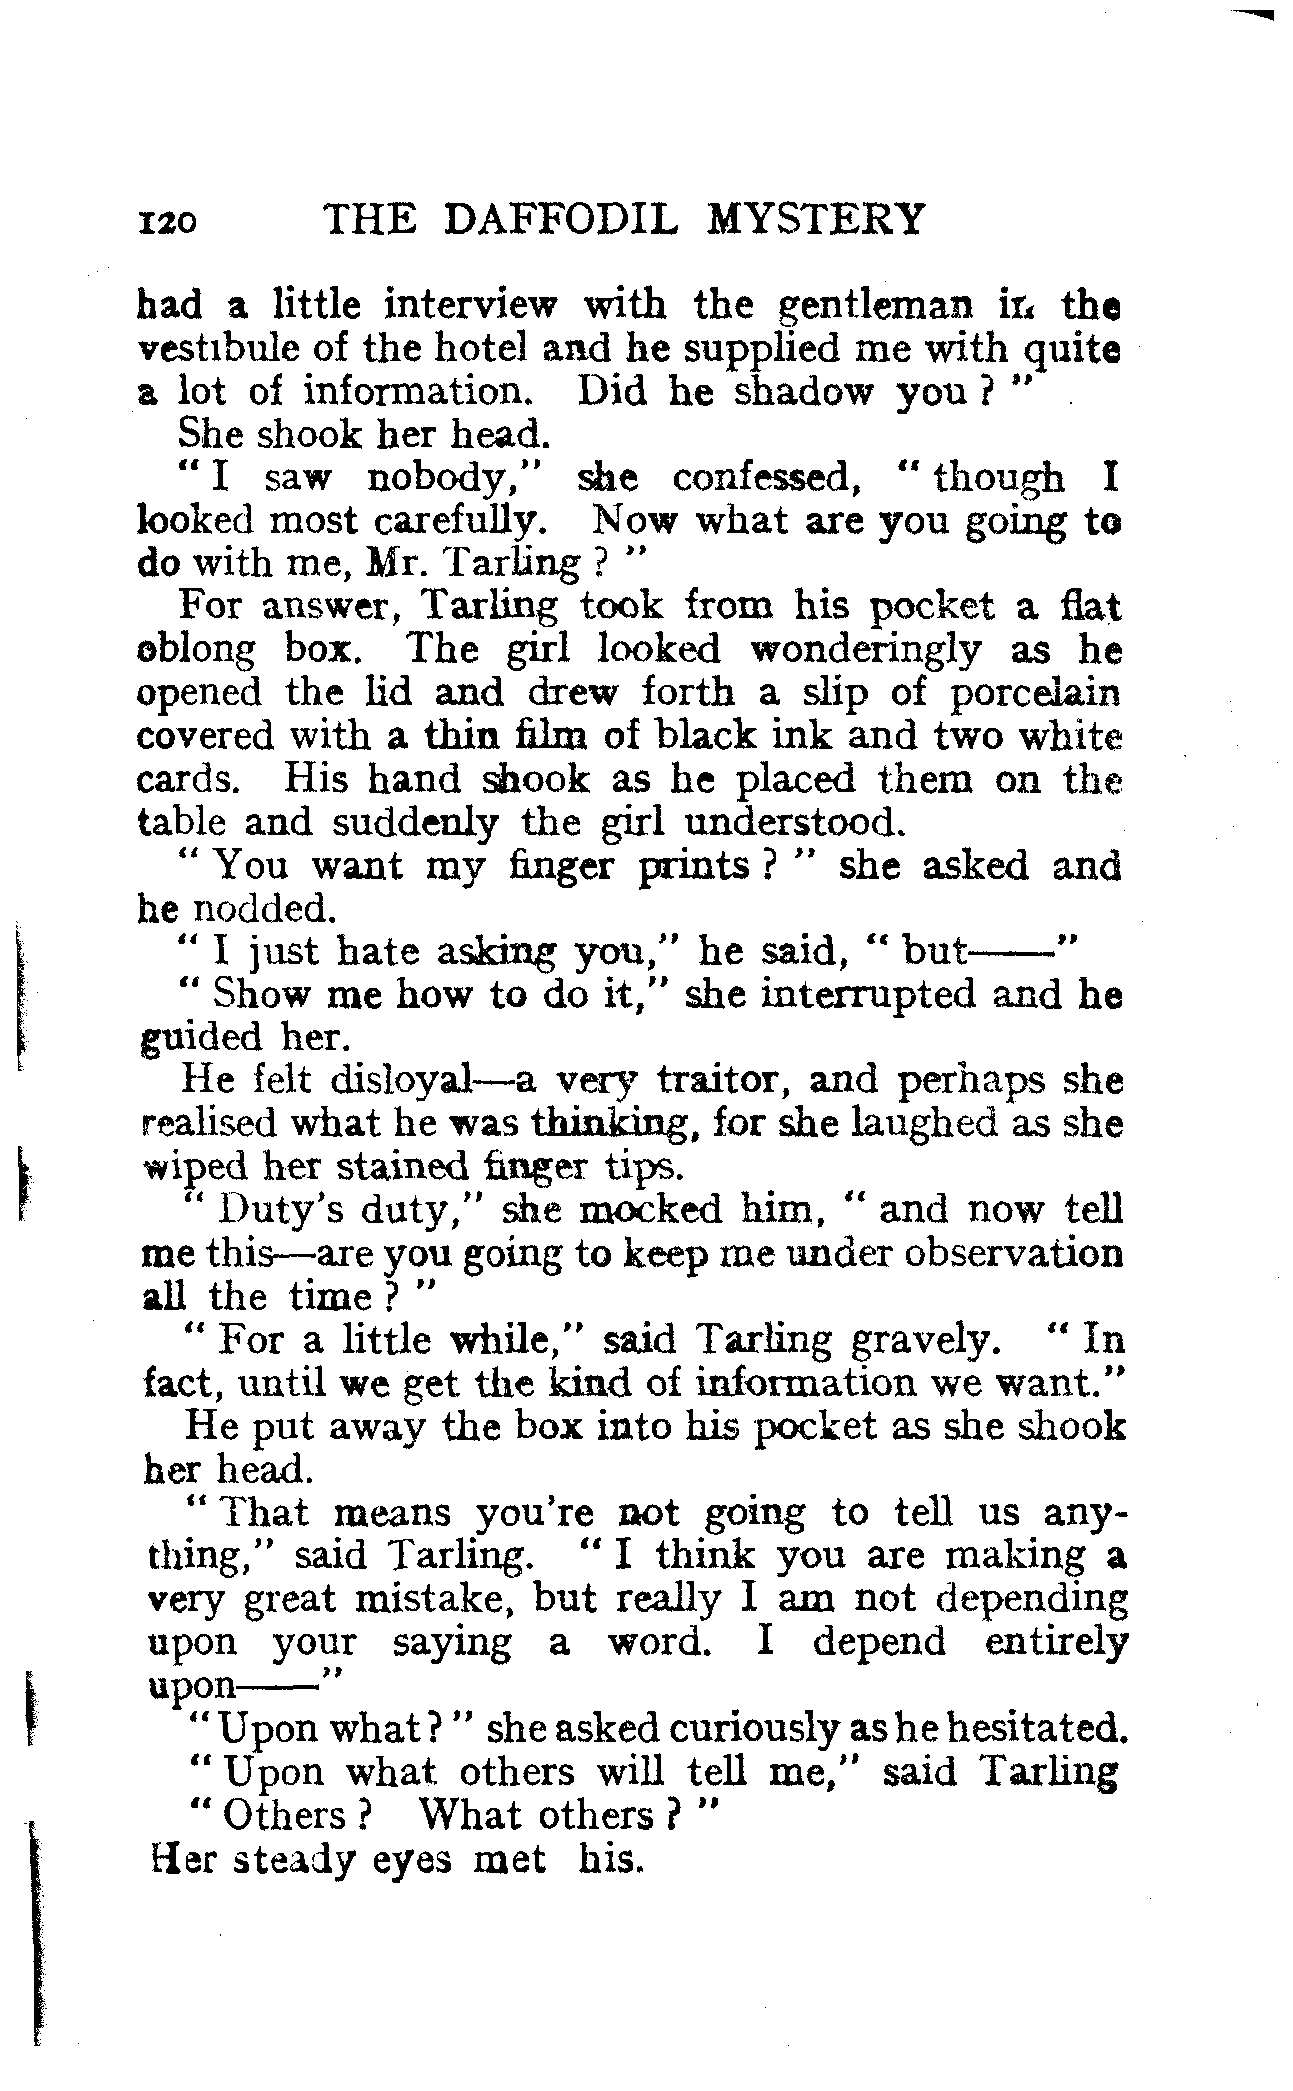 120 THE DAFFODIL MYSTERY
had a little interview with the gentleman in the
vestibule of the hotel and he supplied me with quite
a lot of information. Did he shadow you ? "
She shook her head.
" I saw nobody," she confessed, " though I
looked most carefully. Now what are you going to
do with me, Mr. Tarling ? "
For answer, Tarling took from his pocket a flat
oblong box. The girl looked wonderingly as he
opened the lid and drew forth a slip of porcelain
covered with a thin film of black ink and two white
cards. His hand shook as he placed them on the
table and suddenly the girl understood.
" You want my finger prints ? " she asked and
he nodded.
" I just hate asking you," he said, " but——"
" Show me how to do it," she interrupted and he
guided her.
He felt disloyal—a very traitor, and perhaps she
realised what he was thinking, for she laughed as she
wiped her stained finger tips.
" Duty's duty," she mocked him, " and now tell
me this—are you going to keep me under observation
all the time ? "
" For a little while," said Tarling gravely. " In
fact, until we get the kind of information we want."
He put away the box into his pocket as she shook
her head.
" That means you're not going to tell us any-
thing," said Tarling. " I think you are making a
very great mistake, but really I am not depending
upon your saying a word. I depend entirely
upon——"
" Upon what ? " she asked curiously as he hesitated.
" Upon what others will tell me," said Tarling
" Others ? What others ? "
Her steady eyes met his.